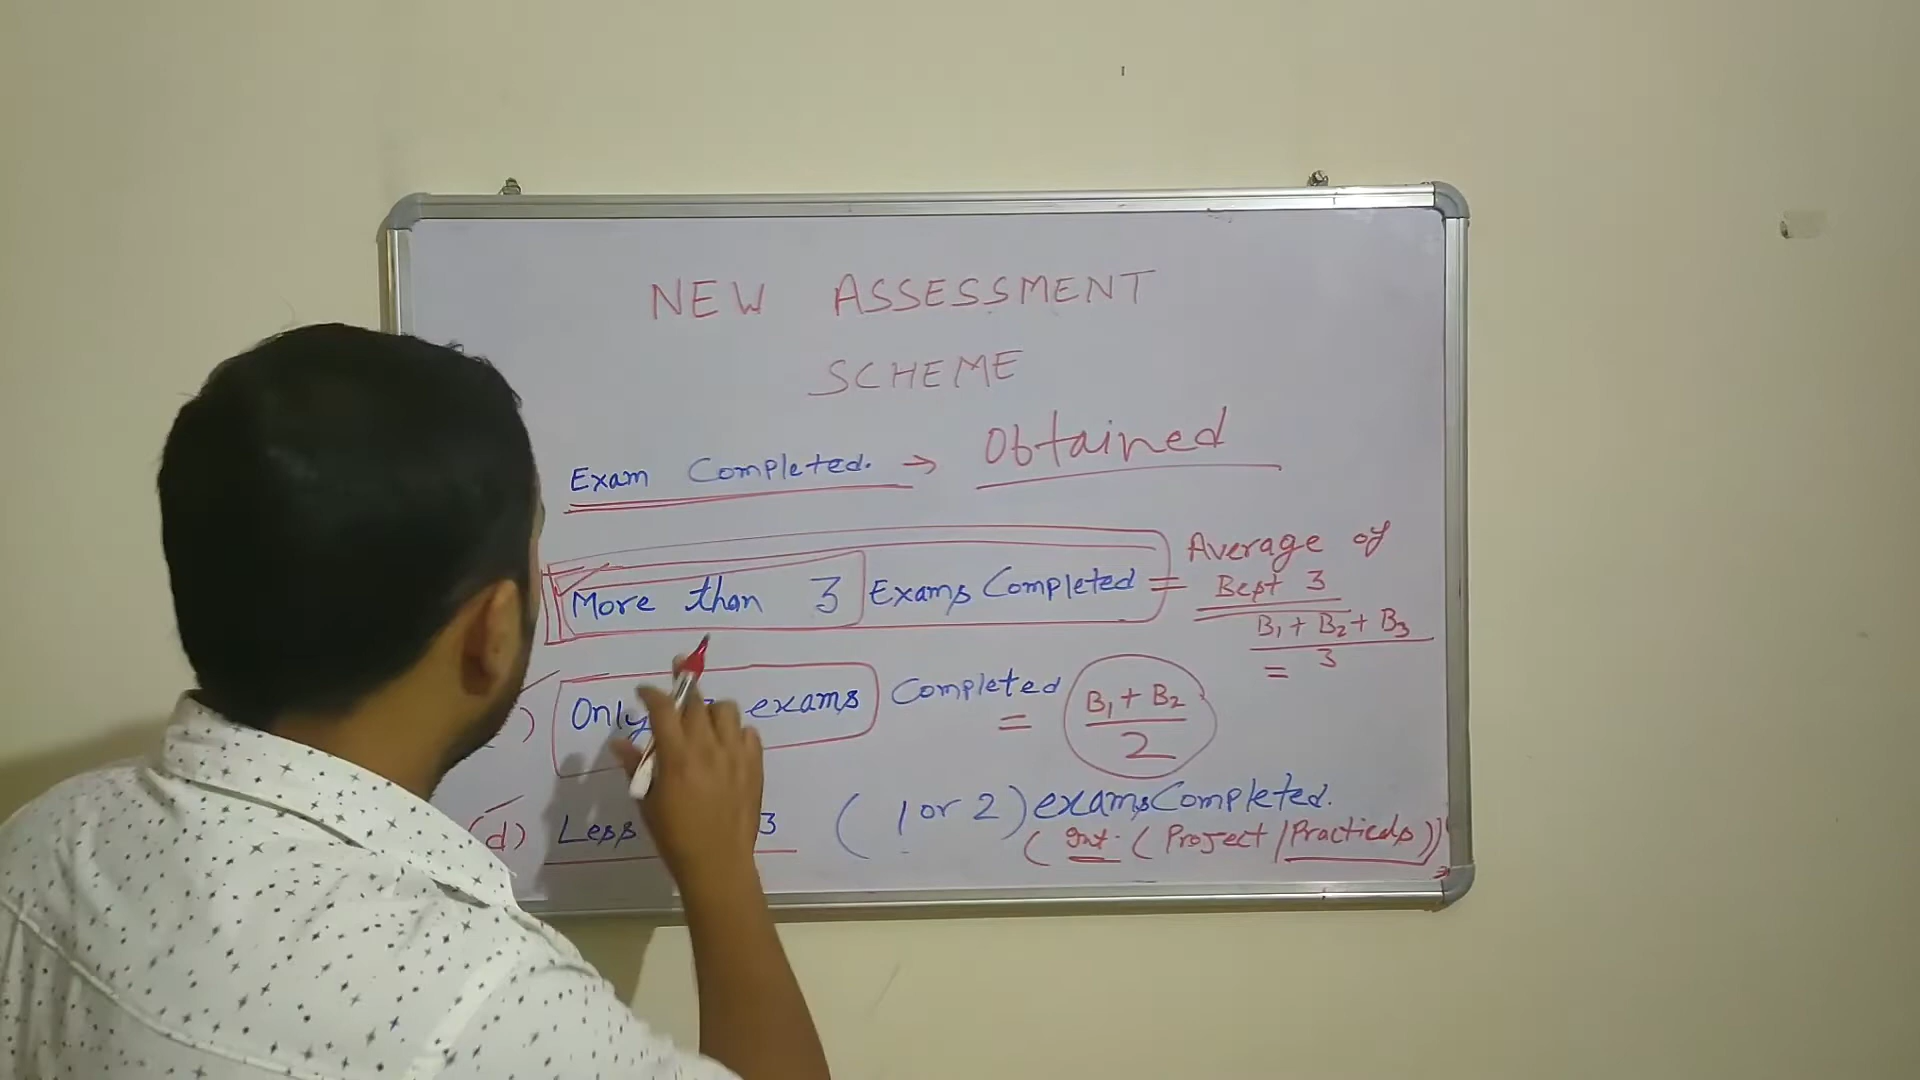 NEW ASSESSMENT
SCHEME
Exam Completed. → Obtained
More than 3 Exams Completed = Average of
Best 3
B₁ + B₂ + B₃
3
=
) Only exams Completed
= B₁ + B₂
2
(d) Less 3 ( 1 or 2 ) exams Completed.
( Int. ( Project / Practicals ))